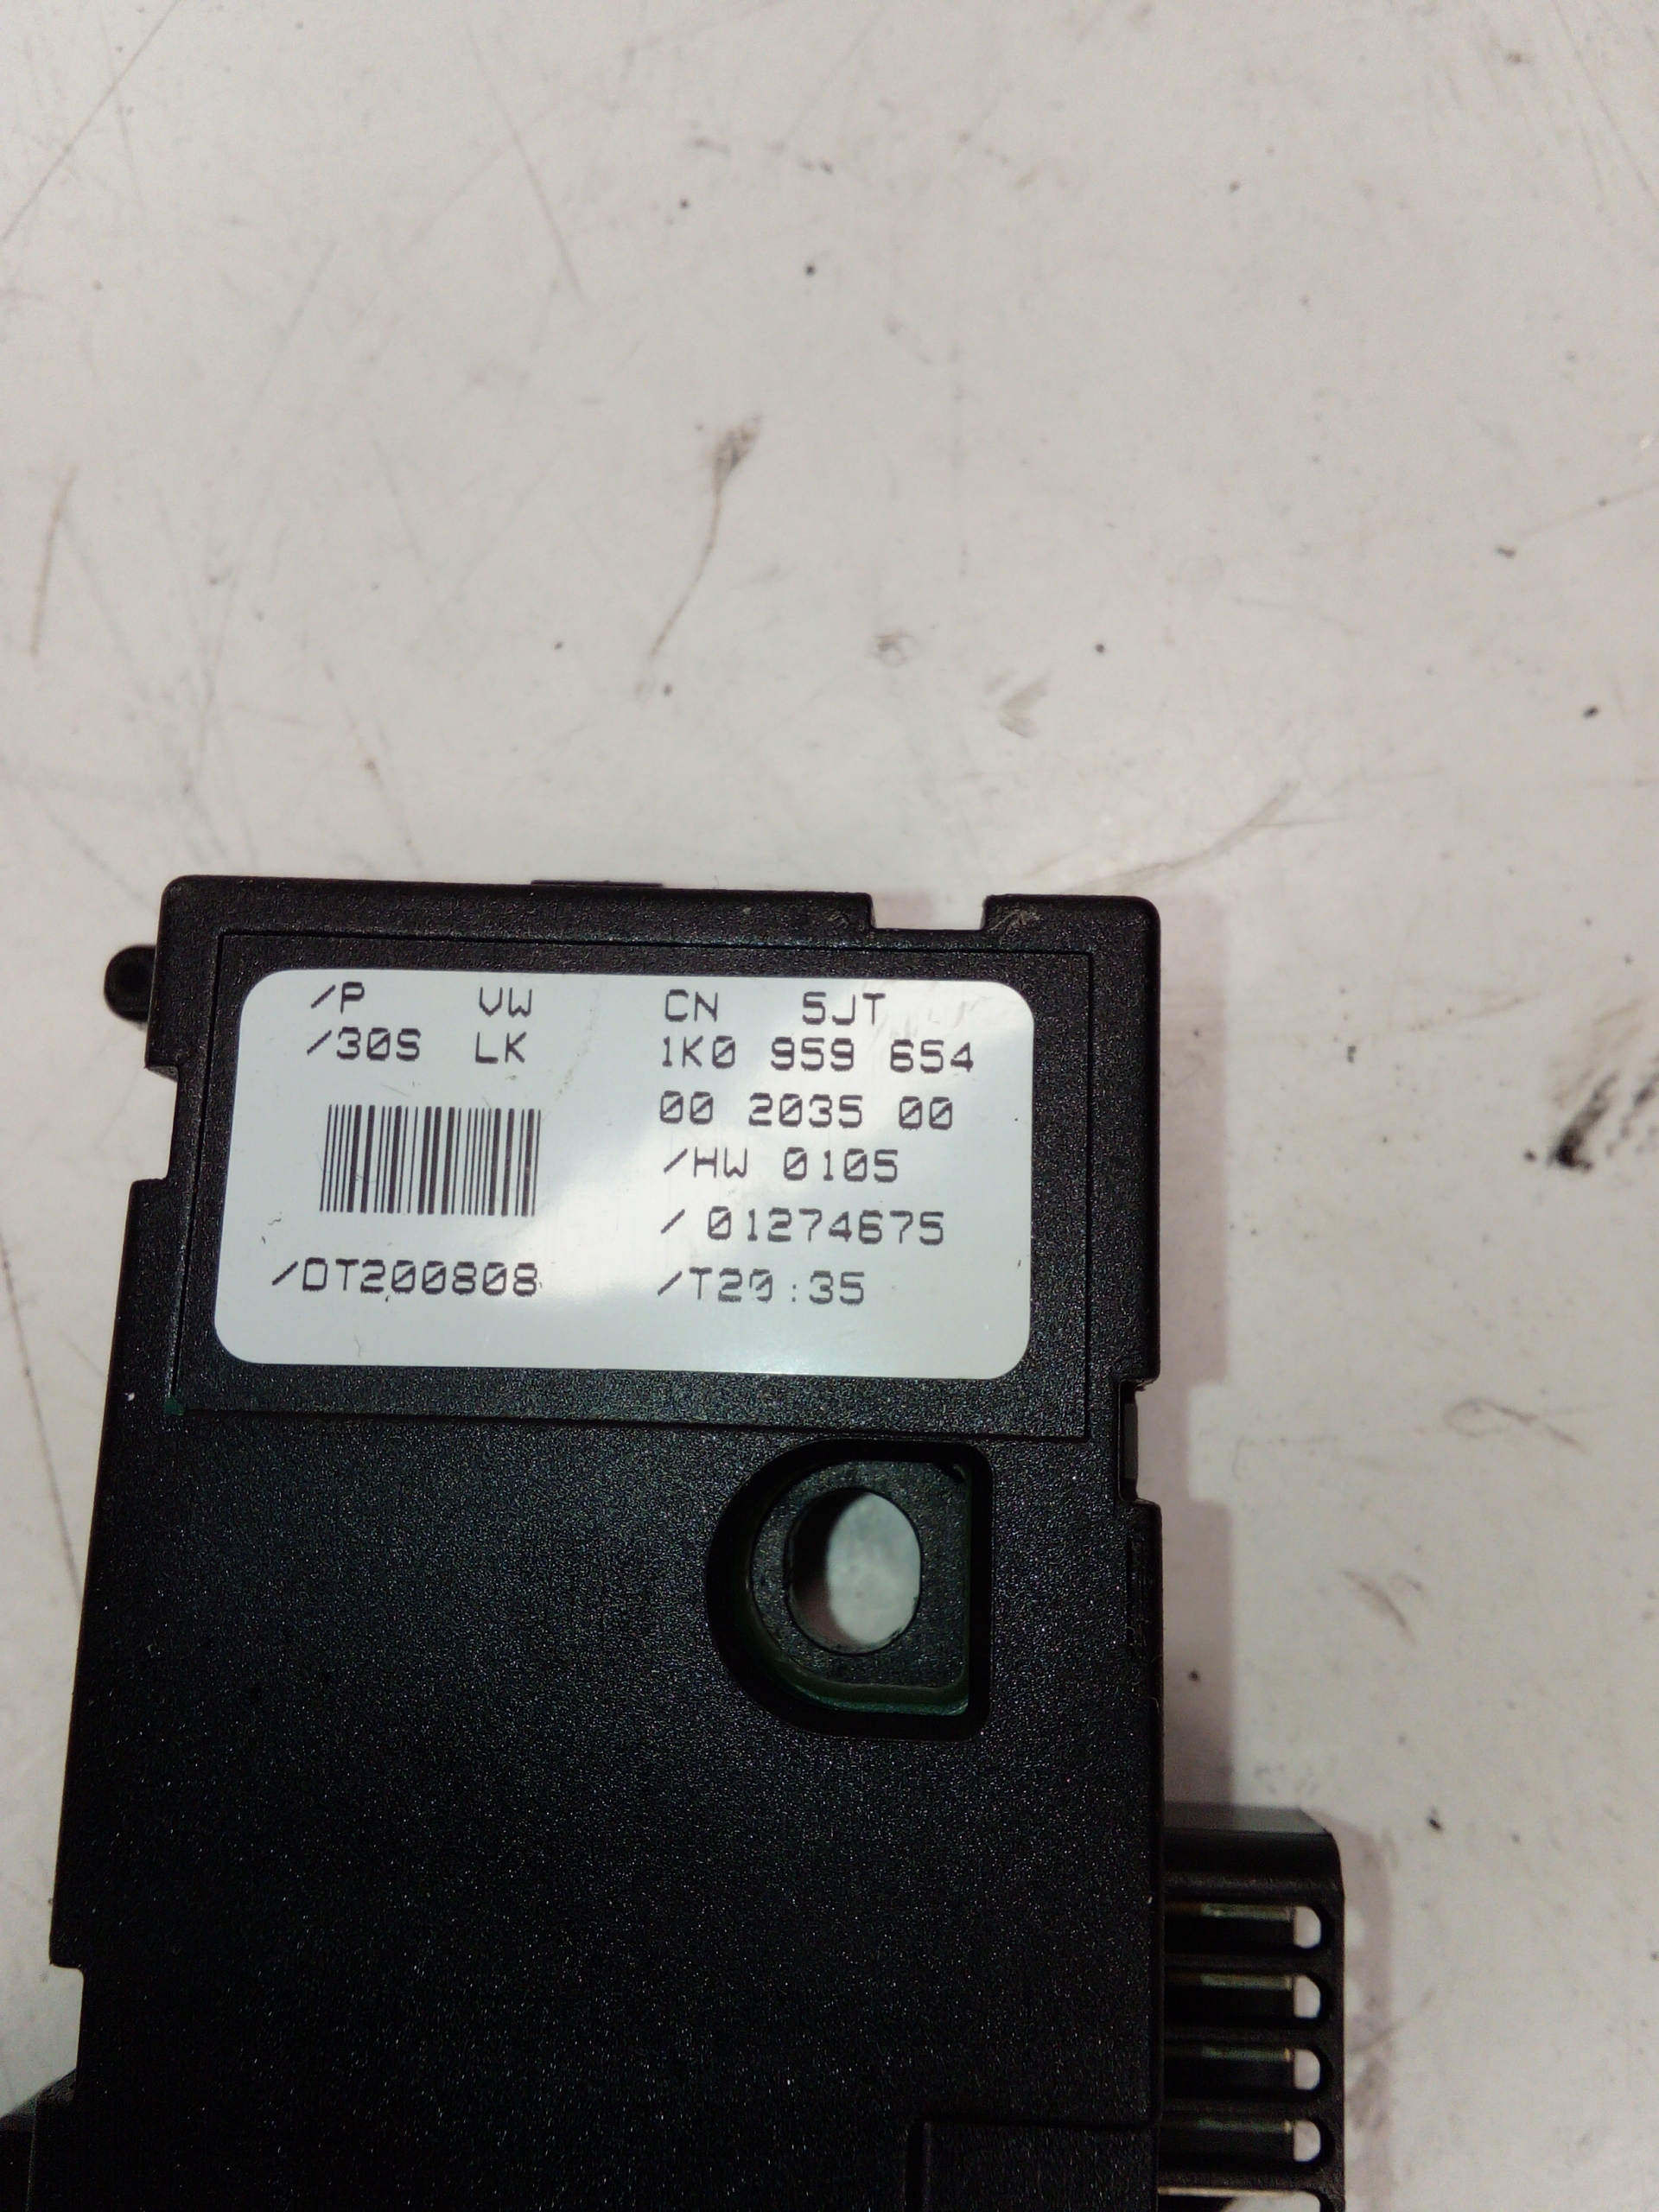 /P VW CN 5JT
/30S LK 1K0 959 654
00 2035 00
/HW 0105
/01274675
/DT200808 /T20:35